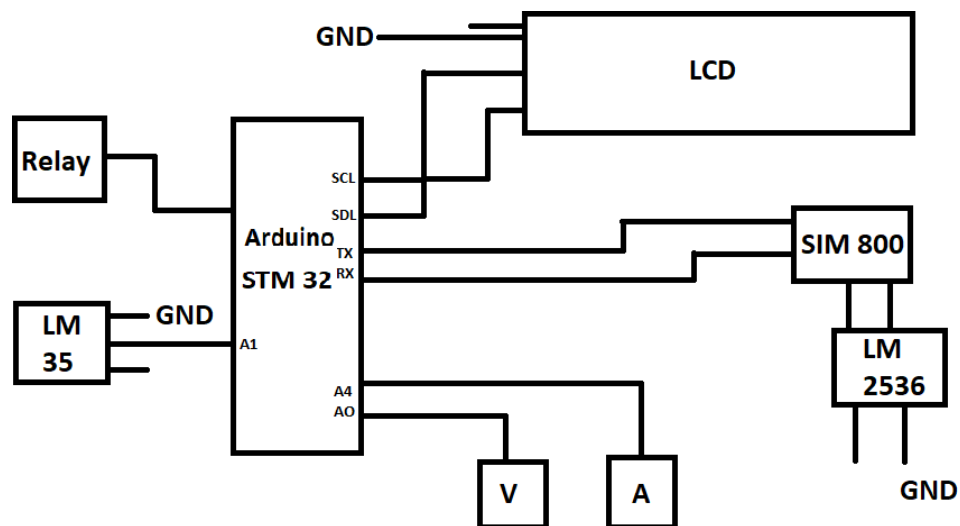 GND
LCD
Relay
SCL
SDL
Arduino
STM 32
TX
RX
SIM 800
LM
35
GND
A1
LM
2536
A4
AO
V
A
GND